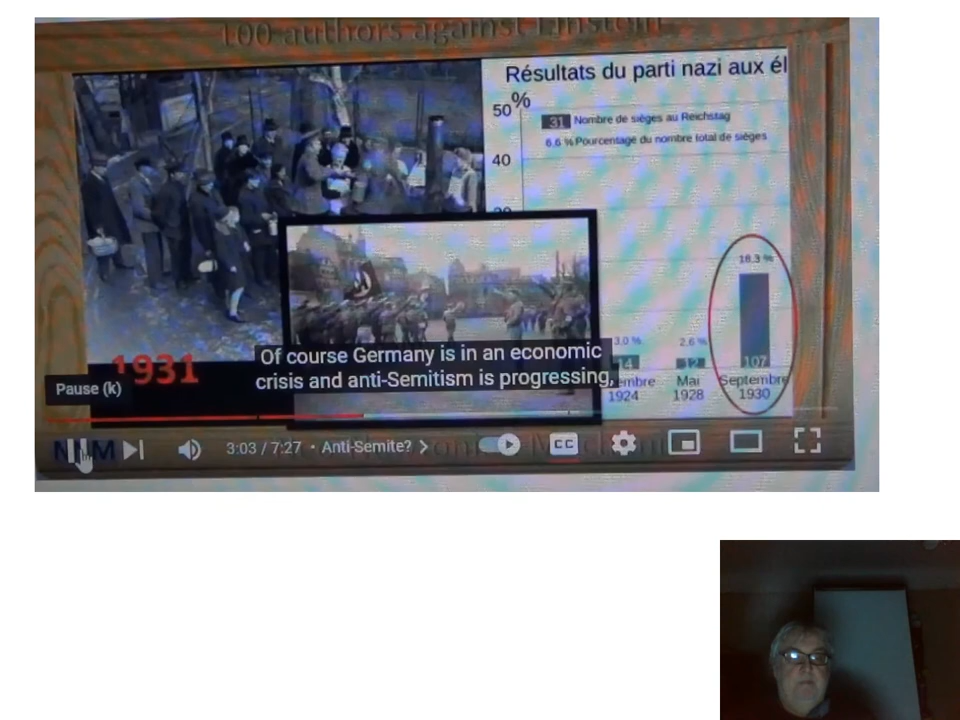 100 authors against Einstein
Résultats du parti nazi aux él
50%
31 Nombre de sièges au Reichstag
6,6 % Pourcentage du nombre total de sièges
40
30
18,3 %
3,0 %
2,6 %
14
12
107
embre
1924
Mai
1928
Septembre
1930
1931
Of course Germany is in an economic
crisis and anti-Semitism is progressing,
Pause (k)
3:03 / 7:27 • Anti-Semite?
CC